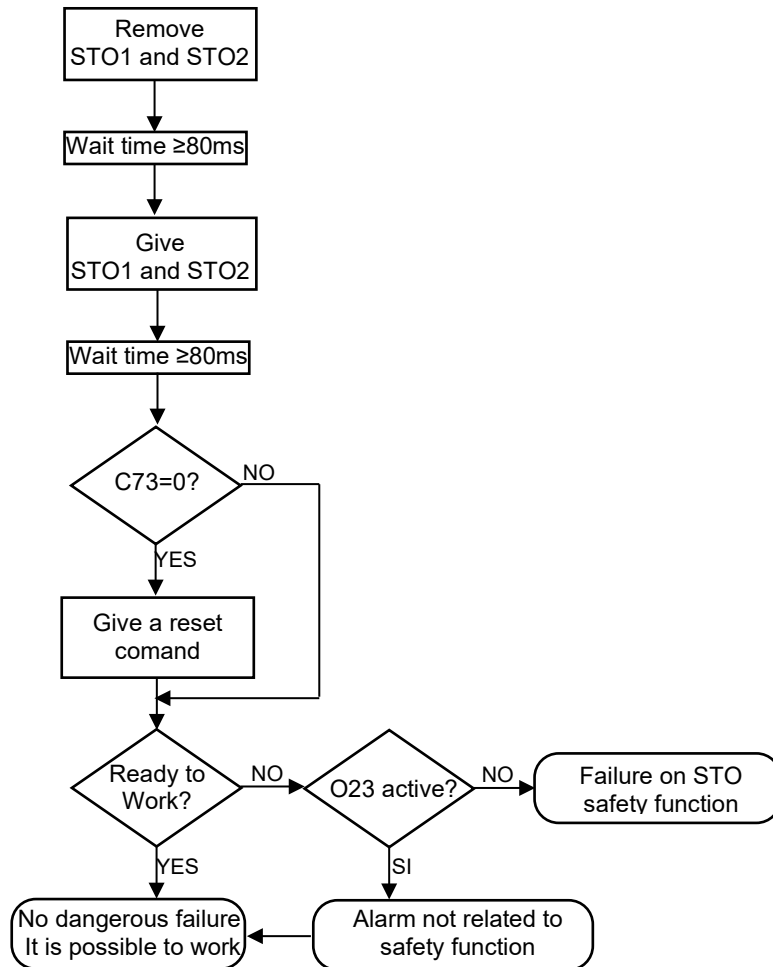 Remove
STO1 and STO2
Wait time ≥80ms
Give
STO1 and STO2
Wait time ≥80ms
C73=0?
NO
YES
Give a reset
comand
Ready to
Work?
NO
O23 active?
NO
Failure on STO
safety function
YES
SI
No dangerous failure
It is possible to work
Alarm not related to
safety function